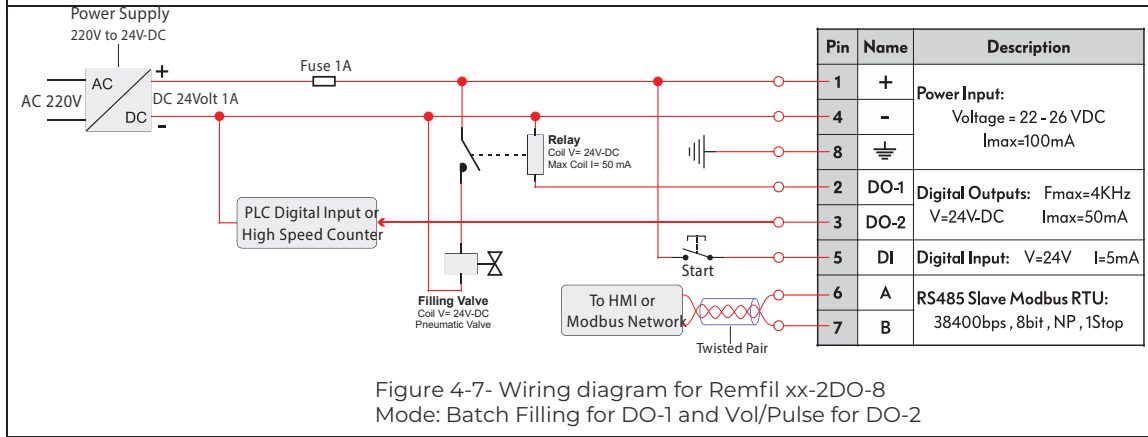 Power Supply
220V to 24V-DC
AC
DC
+
-
AC 220V
DC 24Volt 1A
Fuse 1A
Relay
Coil V= 24V-DC
Max Coil I= 50 mA
PLC Digital Input or
High Speed Counter
Filling Valve
Coil V= 24V-DC
Pneumatic Valve
Start
To HMI or
Modbus Network
Twisted Pair
Pin Name Description
1 +
4 -
8
Power Input:
Voltage = 22 - 26 VDC
Imax=100mA
2 DO-1
3 DO-2
Digital Outputs: Fmax=4KHz
V=24V-DC Imax=50mA
5 DI Digital Input: V=24V I=5mA
6 A
7 B
RS485 Slave Modbus RTU:
38400bps , 8bit , NP , 1Stop
Figure 4-7- Wiring diagram for Remfil xx-2DO-8
Mode: Batch Filling for DO-1 and Vol/Pulse for DO-2